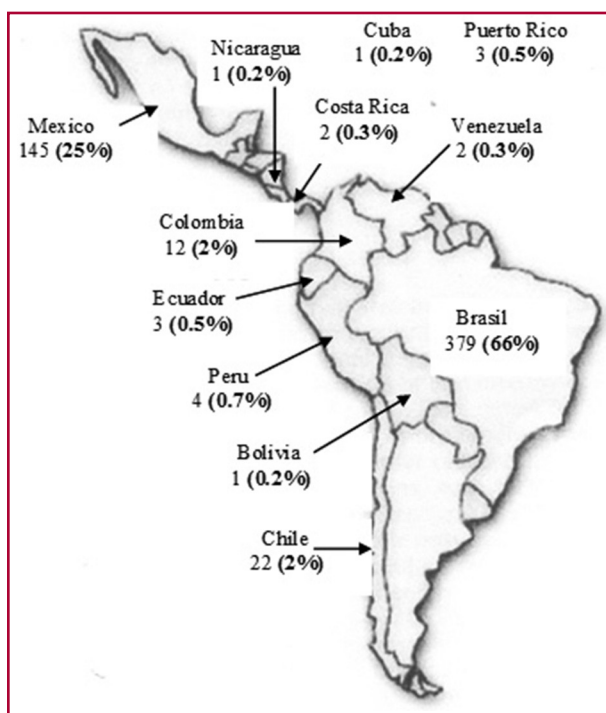 Cuba
1 (0.2%)
Puerto Rico
3 (0.5%)
Nicaragua
1 (0.2%)
Costa Rica
2 (0.3%)
Venezuela
2 (0.3%)
Mexico
145 (25%)
Colombia
12 (2%)
Ecuador
3 (0.5%)
Brasil
379 (66%)
Peru
4 (0.7%)
Bolivia
1 (0.2%)
Chile
22 (2%)